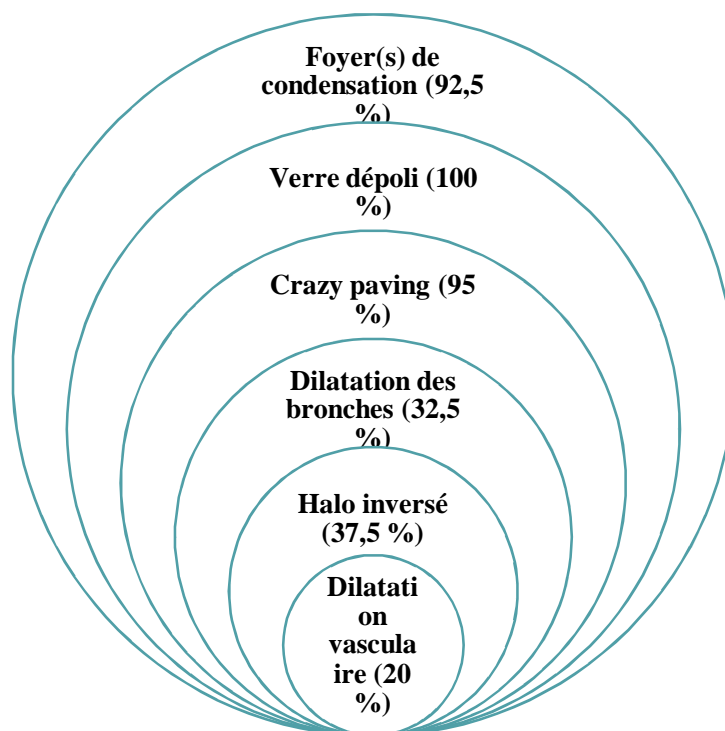 Foyer(s) de
condensation (92,5
%)
Verre dépoli (100
%)
Crazy paving (95
%)
Dilatation des
bronches (32,5
%)
Halo inversé
(37,5 %)
Dilatati
on
vascula
ire (20
%)